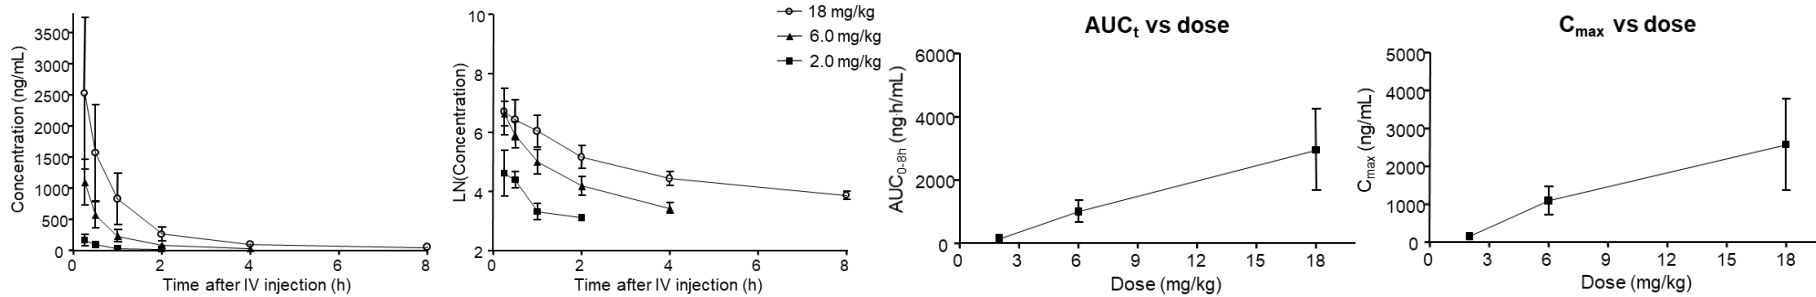 Concentration (ng/mL)
3500
3000
2500
2000
1500
1000
500
0
0 2 4 6 8
Time after IV injection (h)
LN(Concentration)
10
8
6
4
2
0 2 4 6 8
Time after IV injection (h)
18 mg/kg
6.0 mg/kg
2.0 mg/kg
AUCt vs dose
AUC0-8h (ng·h/mL)
6000
4000
2000
0
0 3 6 9 12 15 18
Dose (mg/kg)
Cmax vs dose
Cmax (ng/mL)
5000
4000
3000
2000
1000
0
0 3 6 9 12 15 18
Dose (mg/kg)